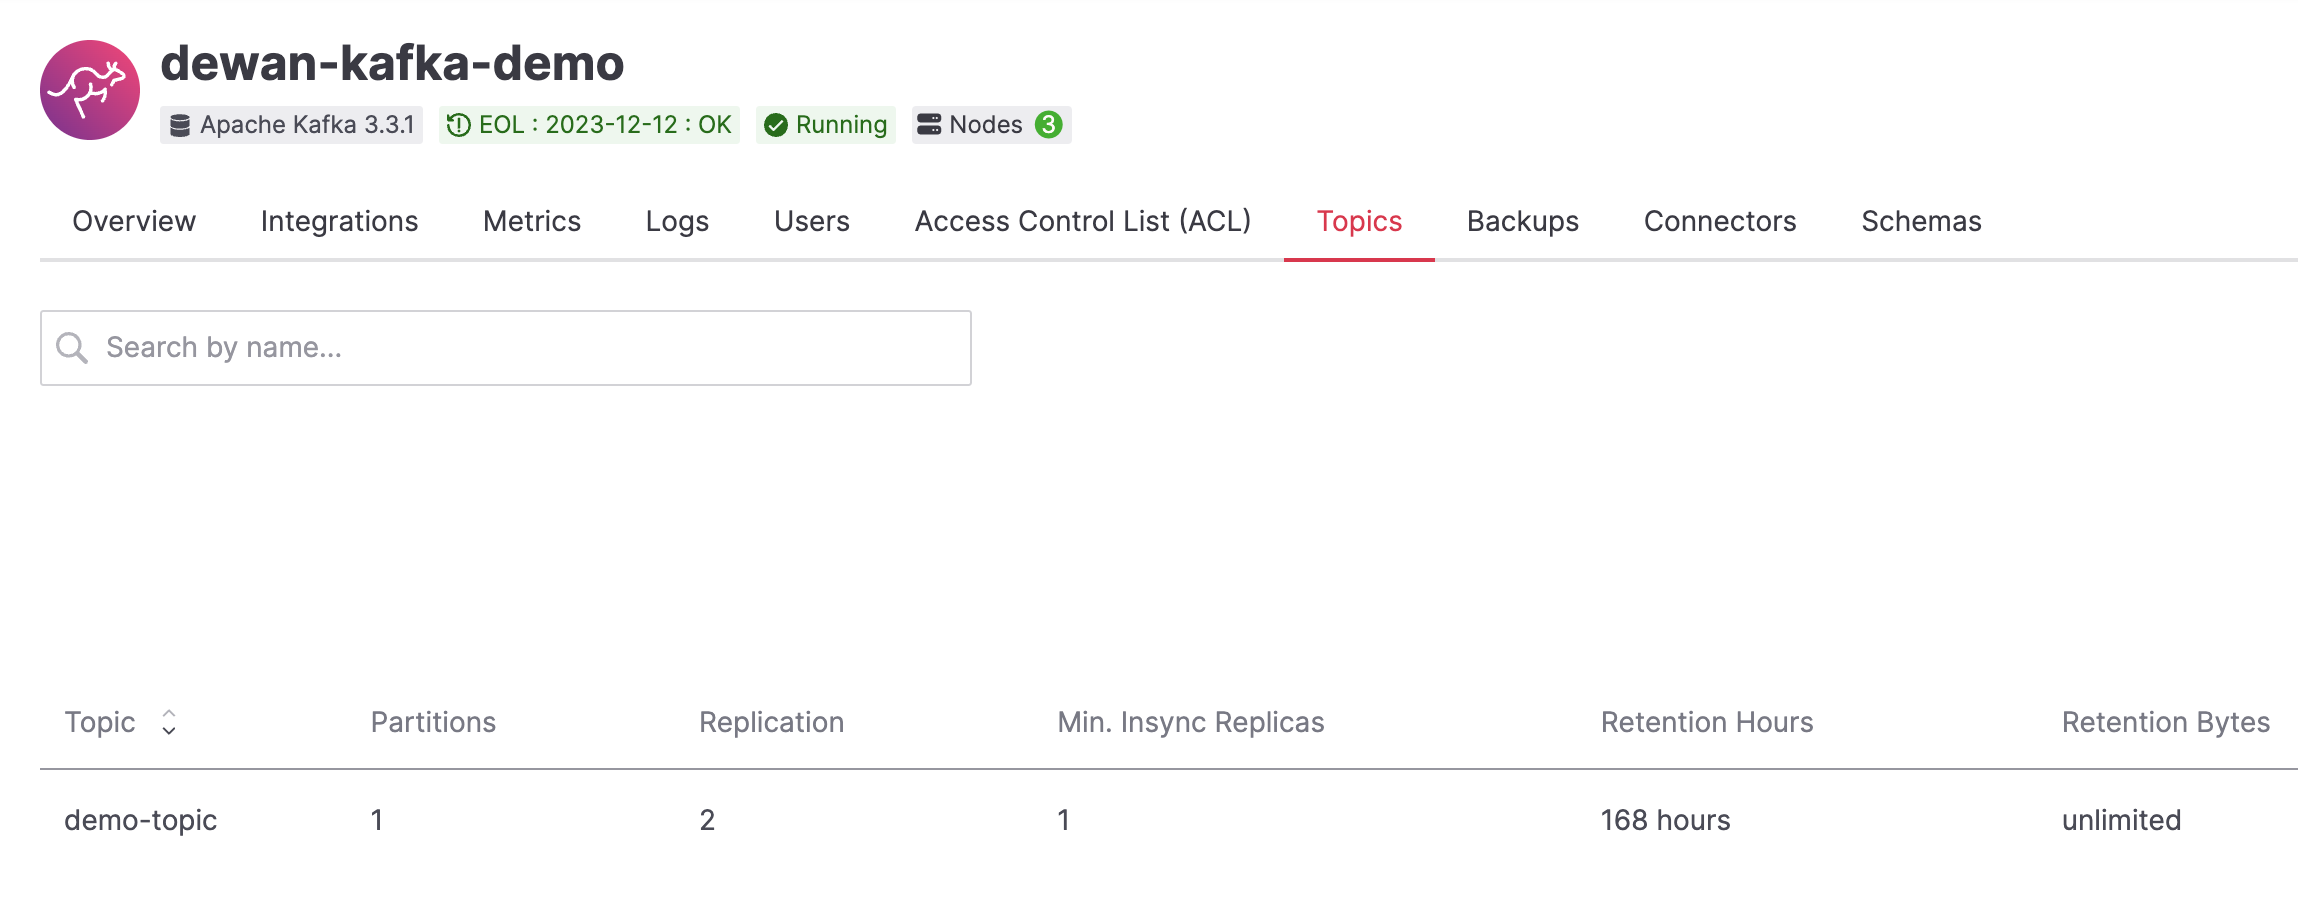 dewan-kafka-demo
Apache Kafka 3.3.1 EOL : 2023-12-12 : OK Running Nodes 3
Overview Integrations Metrics Logs Users Access Control List (ACL) Topics Backups Connectors Schemas
Search by name...
Topic Partitions Replication Min. Insync Replicas Retention Hours Retention Bytes
demo-topic 1 2 1 168 hours unlimited